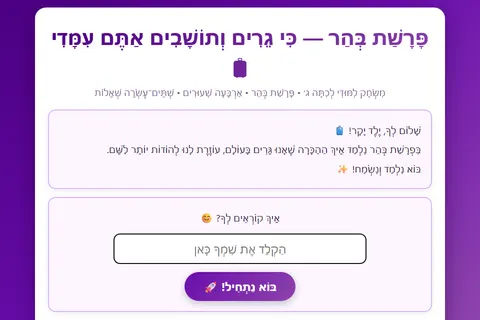 פָּרָשַׁת בְּהַר — כִּי גֵרִים וְתוֹשָׁבִים אַתֶּם עִמָּדִי 🧳
מִשְׂחָק לִמּוּדִי לְכִתָּה ג׳ • פָּרָשַׁת בְּהַר • אַרְבָּעָה שִׁעוּרִים • שְׁתֵּים־עֶשְׂרֵה שְׁאֵלוֹת
שָׁלוֹם לְךָ, יֶלֶד יָקָר! 🧳
בְּפָרָשַׁת בְּהַר נִלְמַד אֵיךְ הַהַכָּרָה שֶׁאָנוּ גֵּרִים בָּעוֹלָם, עוֹזֶרֶת לָנוּ לְהוֹדוֹת יוֹתֵר לַשֵּׁם.
בּוֹא נִלְמַד וְנִשְׂמַח! ✨
אֵיךְ קוֹרְאִים לְךָ? 😊
הַקְלֵד אֶת שִׁמְךָ כָּאן
בּוֹא נַתְחִיל! 🚀